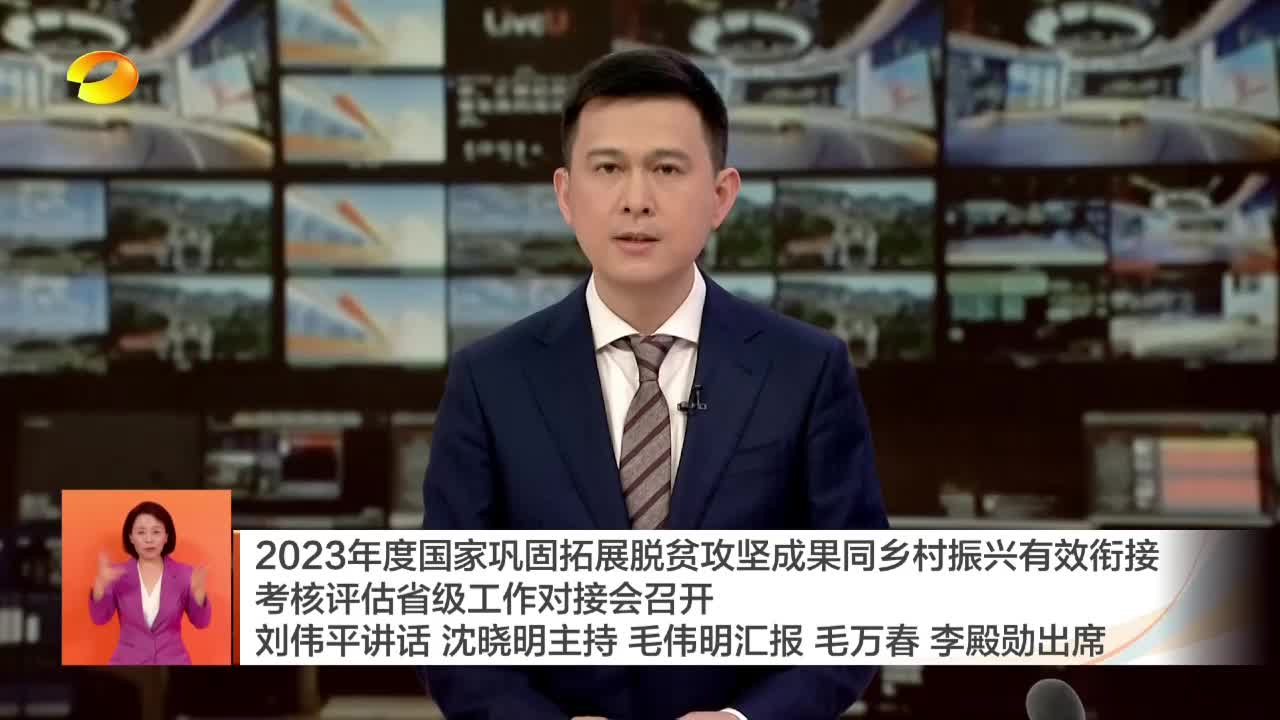 LiveU
2023年度国家巩固拓展脱贫攻坚成果同乡村振兴有效衔接
考核评估省级工作对接会召开
刘伟平讲话 沈晓明主持 毛伟明汇报 毛万春 李殿勋出席